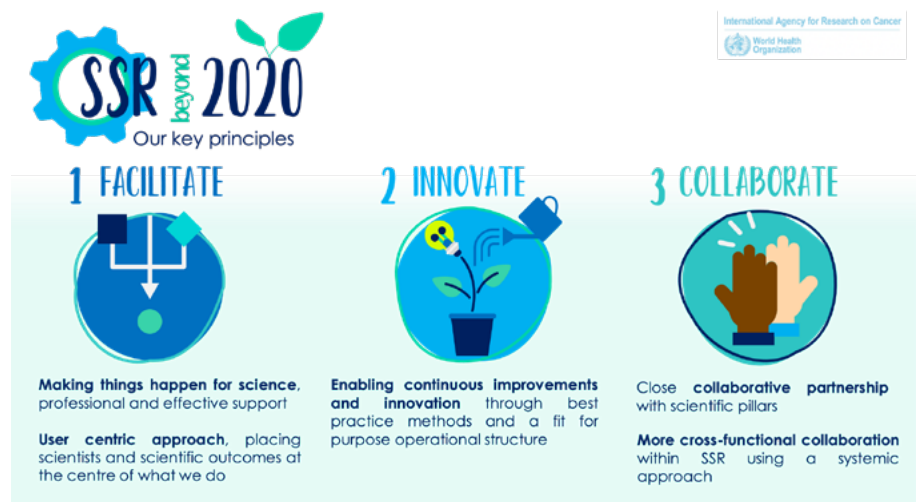 International Agency for Research on Cancer
World Health
Organization
SSR beyond 2020
Our key principles
1 FACILITATE
Making things happen for science,
professional and effective support
User centric approach, placing
scientists and scientific outcomes at
the centre of what we do
2 INNOVATE
Enabling continuous improvements
and innovation through best
practice methods and a fit for
purpose operational structure
3 COLLABORATE
Close collaborative partnership
with scientific pillars
More cross-functional collaboration
within SSR using a systemic
approach